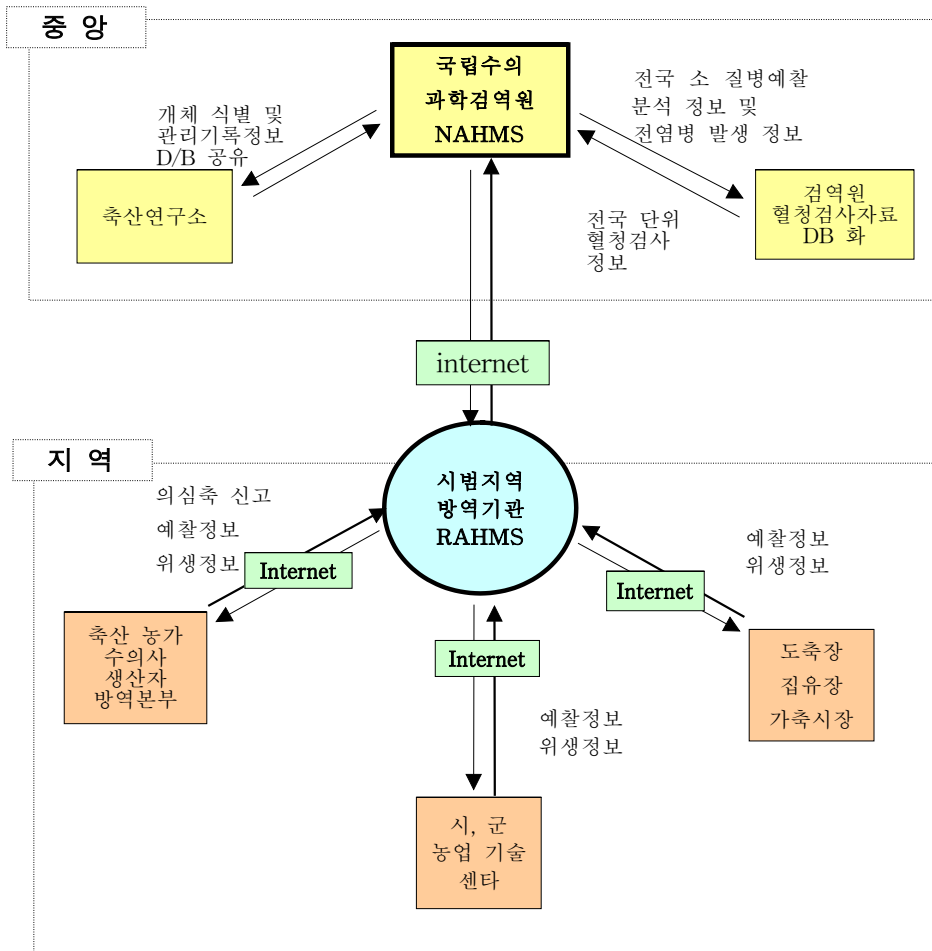 중 앙
국립수의
과학검역원
NAHMS
개체 식별 및
관리기록정보
D/B 공유
전국 소 질병예찰
분석 정보 및
전염병 발생 정보
축산연구소
검역원
혈청검사자료
DB 화
전국 단위
혈청검사
정보
internet
지 역
시범지역
방역기관
RAHMS
의심축 신고
예찰정보
위생정보
Internet
예찰정보
위생정보
Internet
축산 농가
수의사
생산자
방역본부
Internet
도축장
집유장
가축시장
예찰정보
위생정보
시, 군
농업 기술
센타